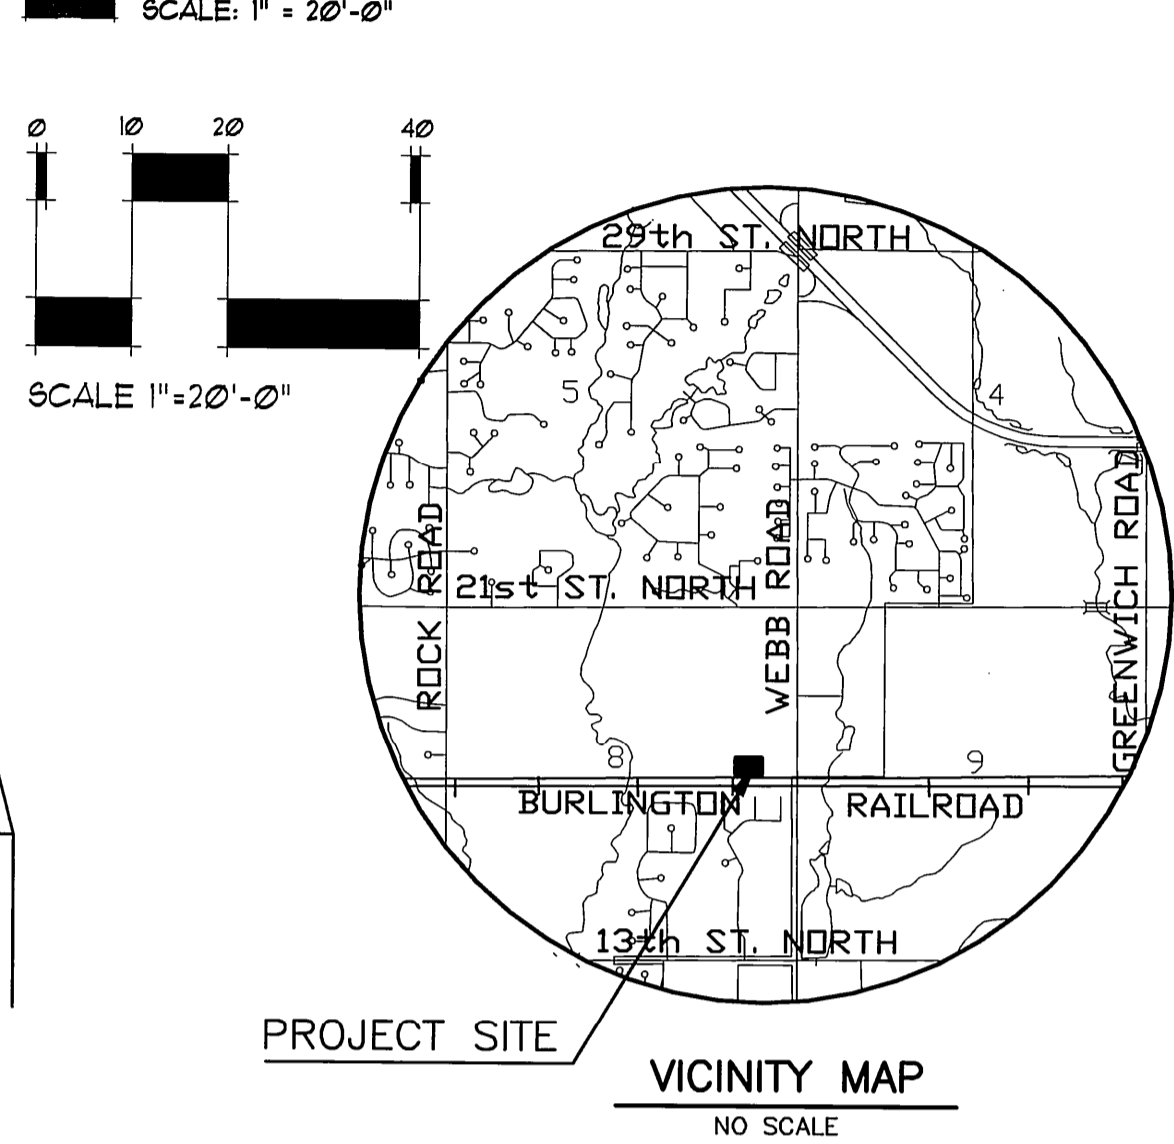 SCALE: 1" = 20'-0"
0 10 20 40
SCALE 1"=20'-0"
29th ST. NORTH
5
4
ROCK ROAD
21st ST. NORTH
WEBB ROAD
GREENWICH ROAD
8
9
BURLINGTON RAILROAD
13th ST. NORTH
PROJECT SITE
VICINITY MAP
NO SCALE